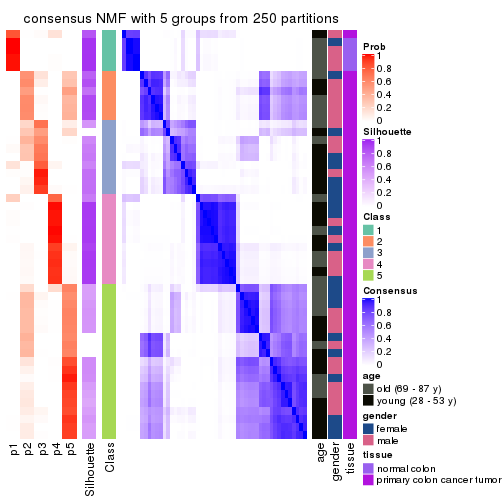 consensus NMF with 5 groups from 250 partitions
Prob
1
0.8
0.6
0.4
0.2
0
Silhouette
1
0.8
0.6
0.4
0.2
0
Class
1
2
3
4
5
Consensus
1
0.8
0.6
0.4
0.2
0
age
old (69 - 87 y)
young (28 - 53 y)
gender
female
male
tissue
normal colon
primary colon cancer tumor
p1
p2
p3
p4
p5
Silhouette
Class
age
gender
tissue